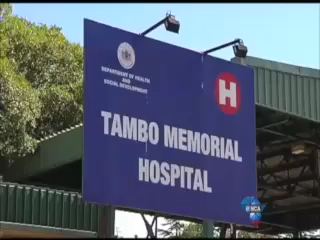 DEPARTMENT OF HEALTH
AND
SOCIAL DEVELOPMENT
H
TAMBO MEMORIAL
HOSPITAL